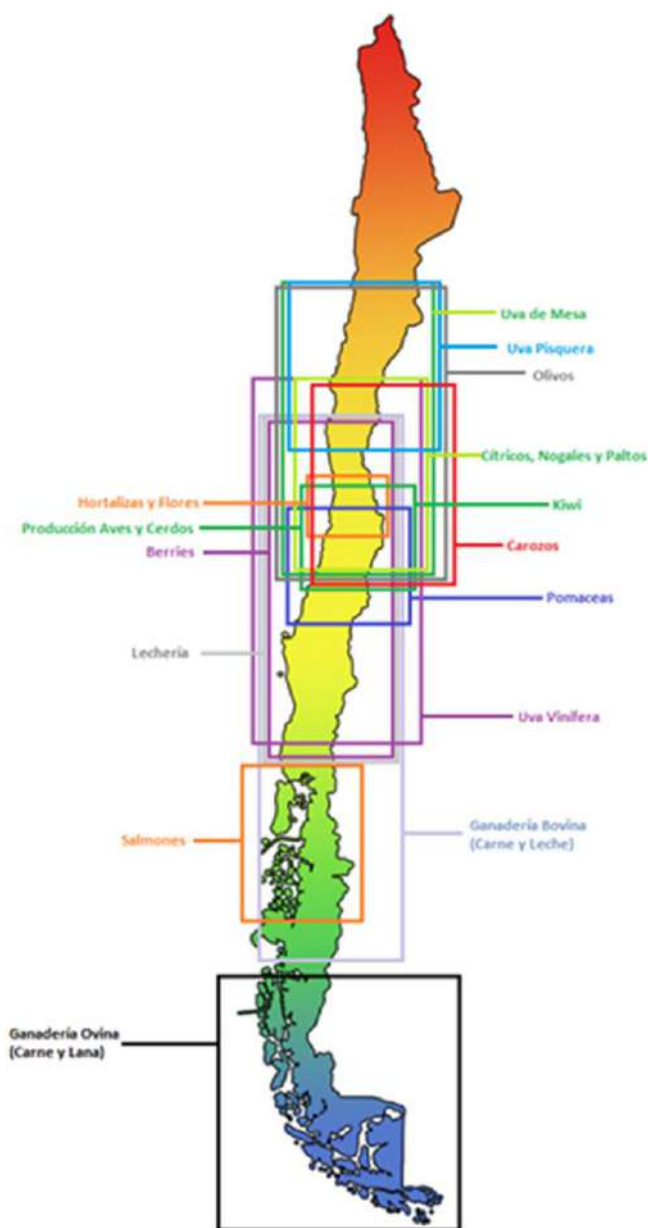 Uva de Mesa
Uva Pisquera
Olivos
Cítricos, Nogales y Paltos
Hortalizas y Flores
Kiwi
Producción Aves y Cerdos
Carozos
Berries
Pomaceas
Lechería
Uva Vinífera
Salmones
Ganadería Bovina
(Carne y Leche)
Ganadería Ovina
(Carne y Lana)